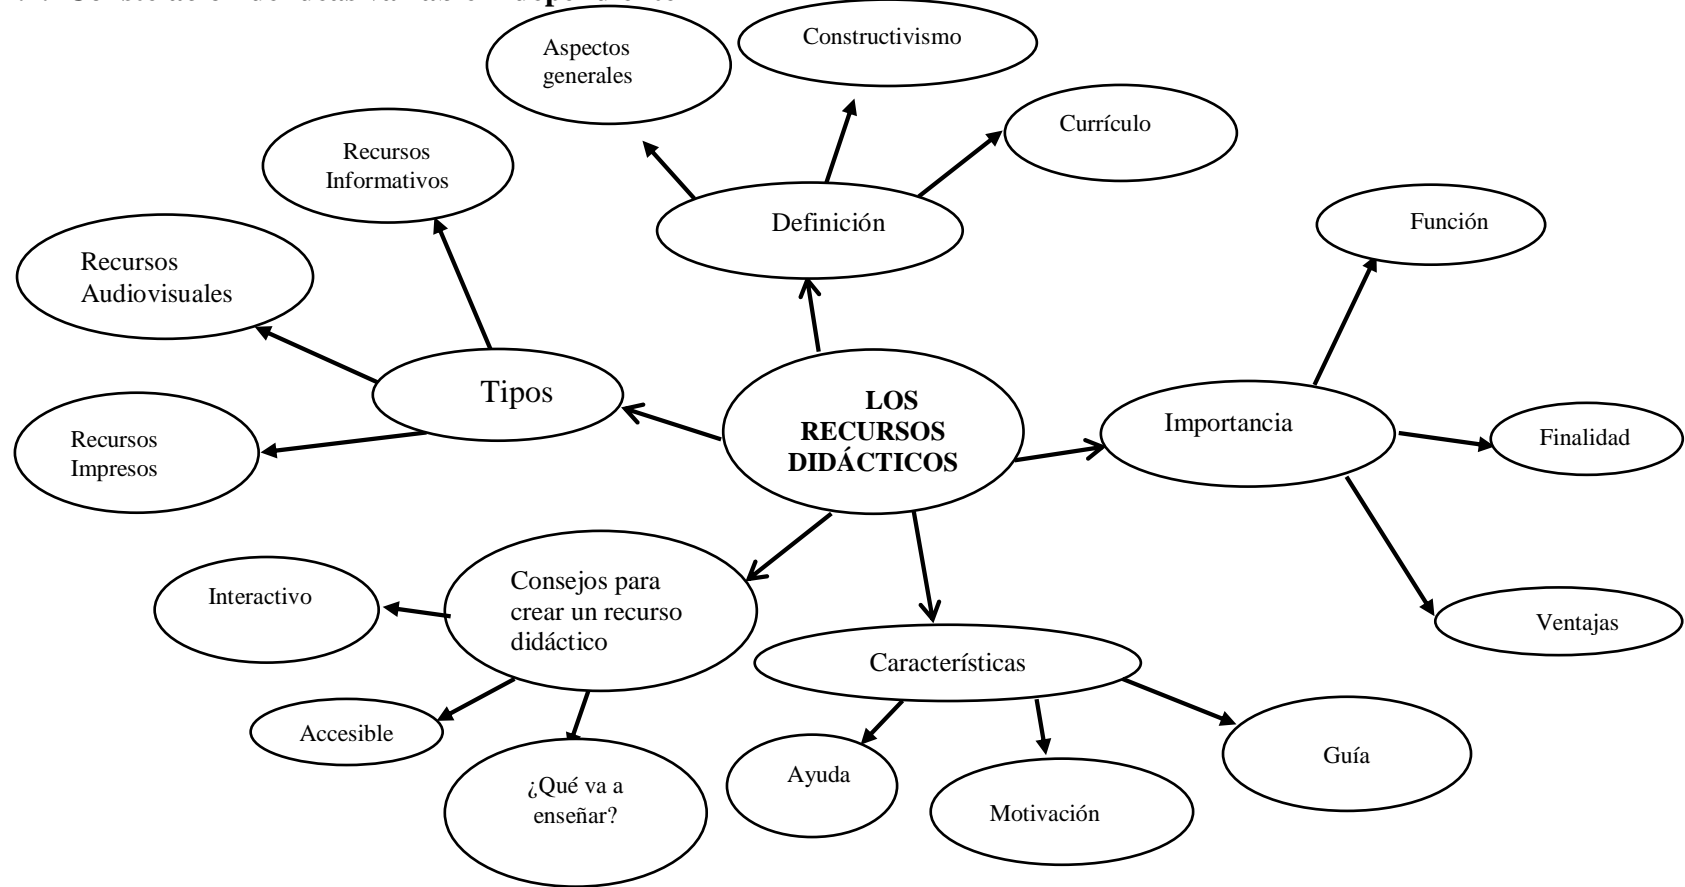 Aspectos
generales
Constructivismo
Currículo
Recursos
Informativos
Definición
Función
Recursos
Audiovisuales
Tipos
LOS
RECURSOS
DIDÁCTICOS
Importancia
Finalidad
Recursos
Impresos
Interactivo
Consejos para
crear un recurso
didáctico
Ventajas
Característícas
Accesible
¿Qué va a
enseñar?
Ayuda
Motivación
Guía